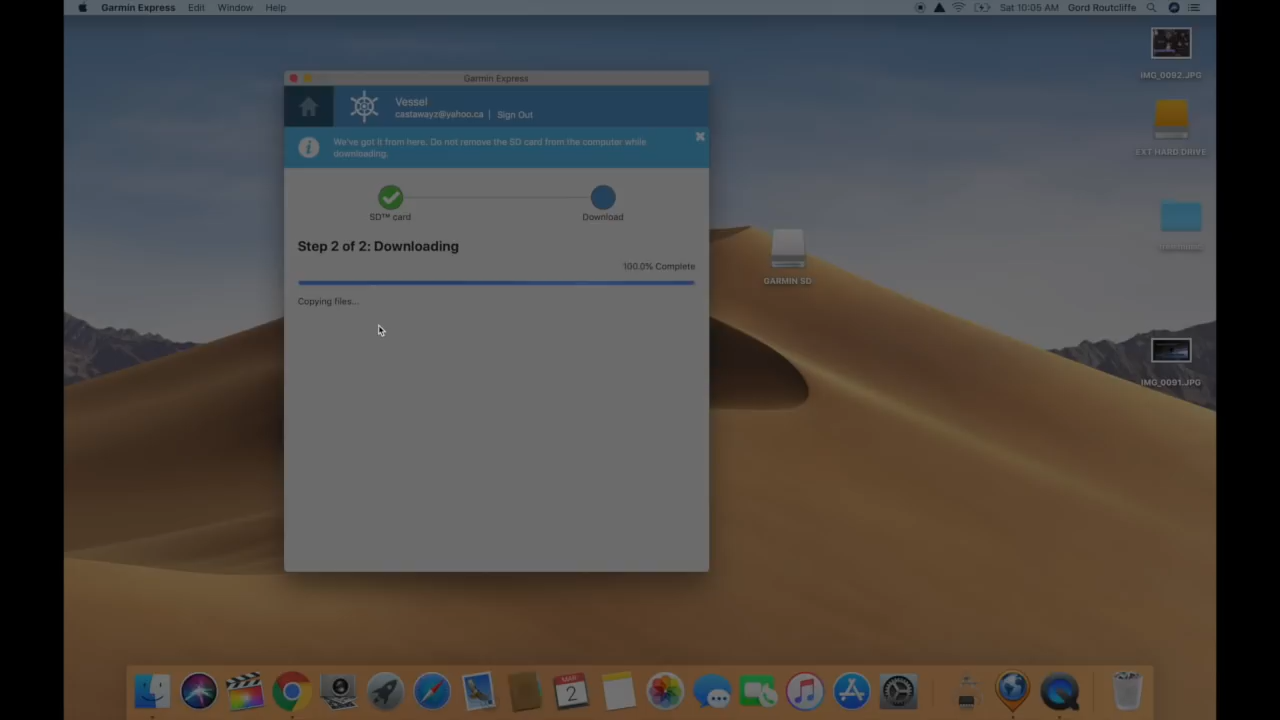 Garmin Express Edit Window Help
Sat 10:05 AM Gord Routcliffe
IMG_0092.JPG
EXT HARD DRIVE
GARMIN SD
IMG_0091.JPG
Garmin Express
Vessel
castawayz@yahoo.ca | Sign Out
We've got it from here. Do not remove the SD card from the computer while
downloading.
SD™ card
Download
Step 2 of 2: Downloading
100.0% Complete
Copying files...
MAR
2